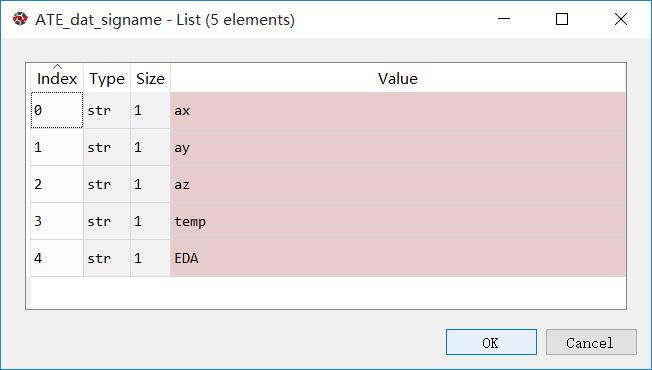 ATE_dat_signame - List (5 elements)
Index Type Size Value
0 str 1 ax
1 str 1 ay
2 str 1 az
3 str 1 temp
4 str 1 EDA
OK Cancel